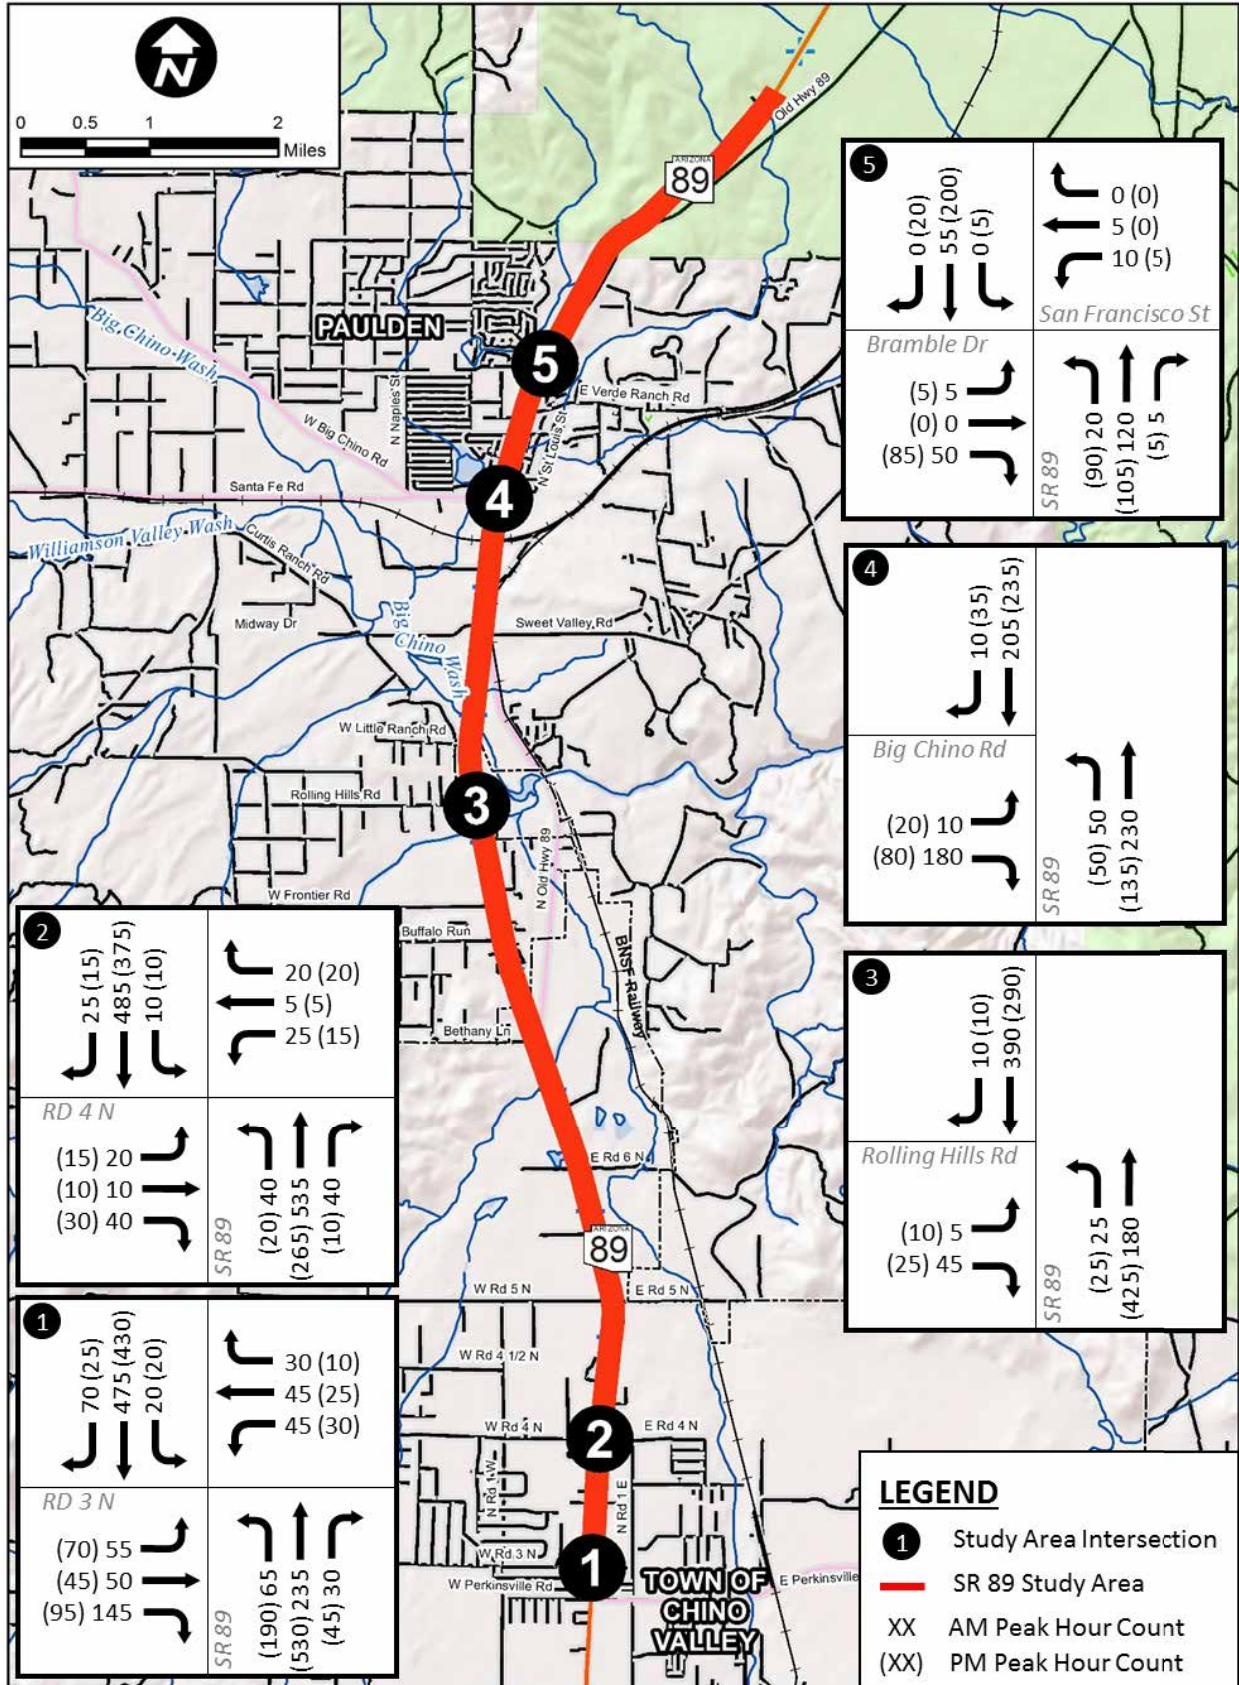 N
0 0.5 1 2
Miles
Old Hwy 89
ARIZONA
89
PAULDEN
Big Chino Wash
N Naples St
W Big Chino Rd
E Verde Ranch Rd
N St Louis St
5
4
Santa Fe Rd
Williamson Valley Wash
Curtis Ranch Rd
Midway Dr
Big Chino Wash
Sweet Valley Rd
W Little Ranch Rd
Rolling Hills Rd
3
N Old Hwy 89
W Frontier Rd
Buffalo Run
BNSF Railway
Bethany Ln
E Rd 6 N
ARIZONA
89
W Rd 5 N
E Rd 5 N
W Rd 4 1/2 N
W Rd 4 N
2
E Rd 4 N
N Rd 1 W
N Rd 1 E
W Rd 3 N
1
W Perkinsville Rd
TOWN OF
CHINO
VALLEY
E Perkinsville
5
0 (20)
55 (200)
0 (5)
0 (0)
5 (0)
10 (5)
San Francisco St
Bramble Dr
(5) 5
(0) 0
(85) 50
SR 89
(90) 20
(105) 120
(5) 5
4
10 (35)
205 (235)
Big Chino Rd
(20) 10
(80) 180
SR 89
(50) 50
(135) 230
3
10 (10)
390 (290)
Rolling Hills Rd
(10) 5
(25) 45
SR 89
(25) 25
(425) 180
2
25 (15)
485 (375)
10 (10)
20 (20)
5 (5)
25 (15)
RD 4 N
(15) 20
(10) 10
(30) 40
SR 89
(20) 40
(265) 535
(10) 40
1
70 (25)
475 (430)
20 (20)
30 (10)
45 (25)
45 (30)
RD 3 N
(70) 55
(45) 50
(95) 145
SR 89
(190) 65
(530) 235
(45) 30
LEGEND
1 Study Area Intersection
SR 89 Study Area
XX AM Peak Hour Count
(XX) PM Peak Hour Count